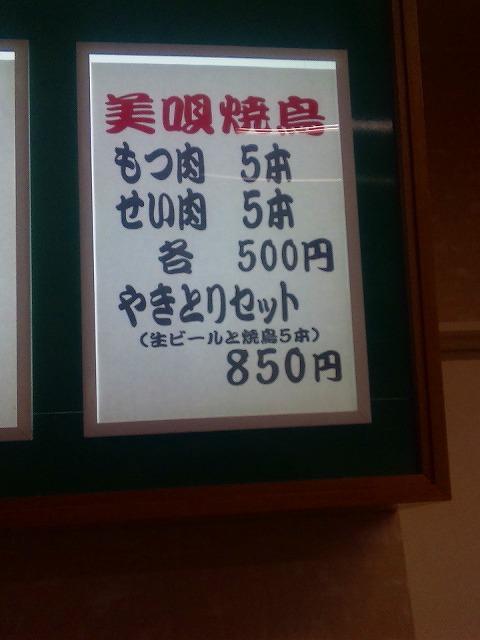 美唄焼鳥
もつ肉 5本
せい肉 5本
各 500円
やきとりセット
(生ビールと焼鳥5本)
850円